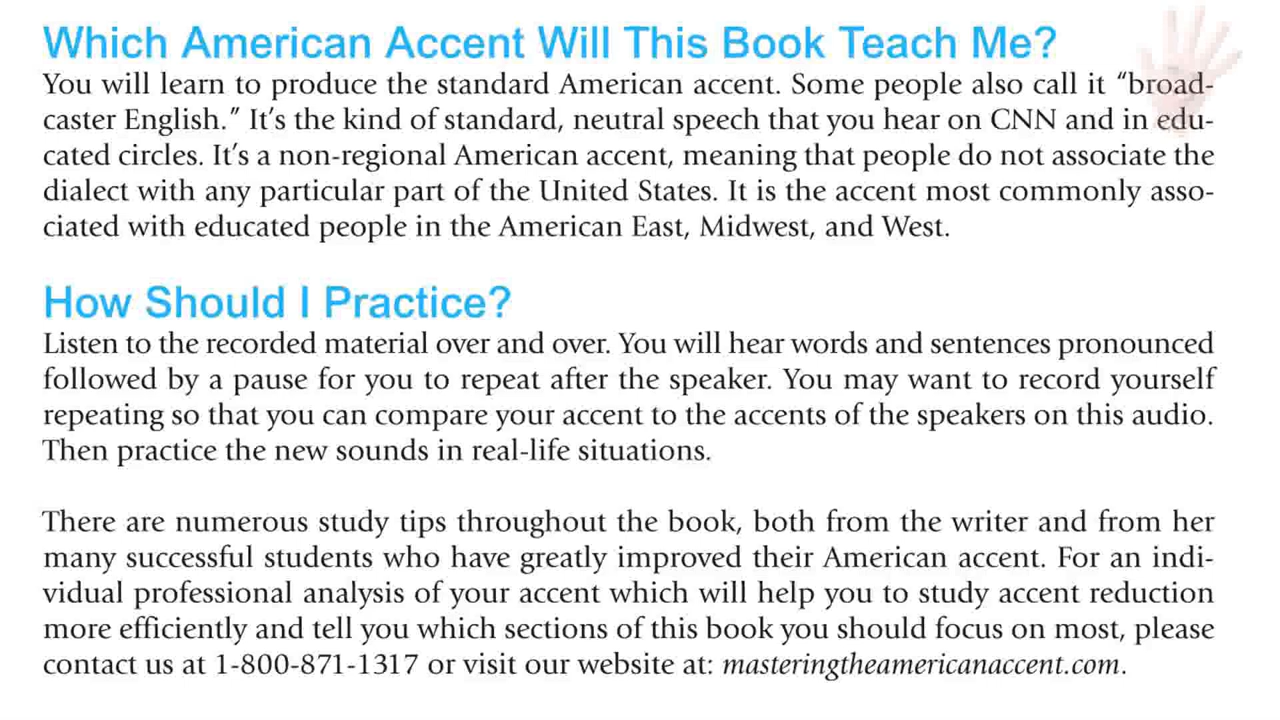 Which American Accent Will This Book Teach Me?
You will learn to produce the standard American accent. Some people also call it “broad-
caster English.” It’s the kind of standard, neutral speech that you hear on CNN and in edu-
cated circles. It’s a non-regional American accent, meaning that people do not associate the
dialect with any particular part of the United States. It is the accent most commonly asso-
ciated with educated people in the American East, Midwest, and West.
How Should I Practice?
Listen to the recorded material over and over. You will hear words and sentences pronounced
followed by a pause for you to repeat after the speaker. You may want to record yourself
repeating so that you can compare your accent to the accents of the speakers on this audio.
Then practice the new sounds in real-life situations.
There are numerous study tips throughout the book, both from the writer and from her
many successful students who have greatly improved their American accent. For an indi-
vidual professional analysis of your accent which will help you to study accent reduction
more efficiently and tell you which sections of this book you should focus on most, please
contact us at 1-800-871-1317 or visit our website at: masteringtheamericanaccent.com.